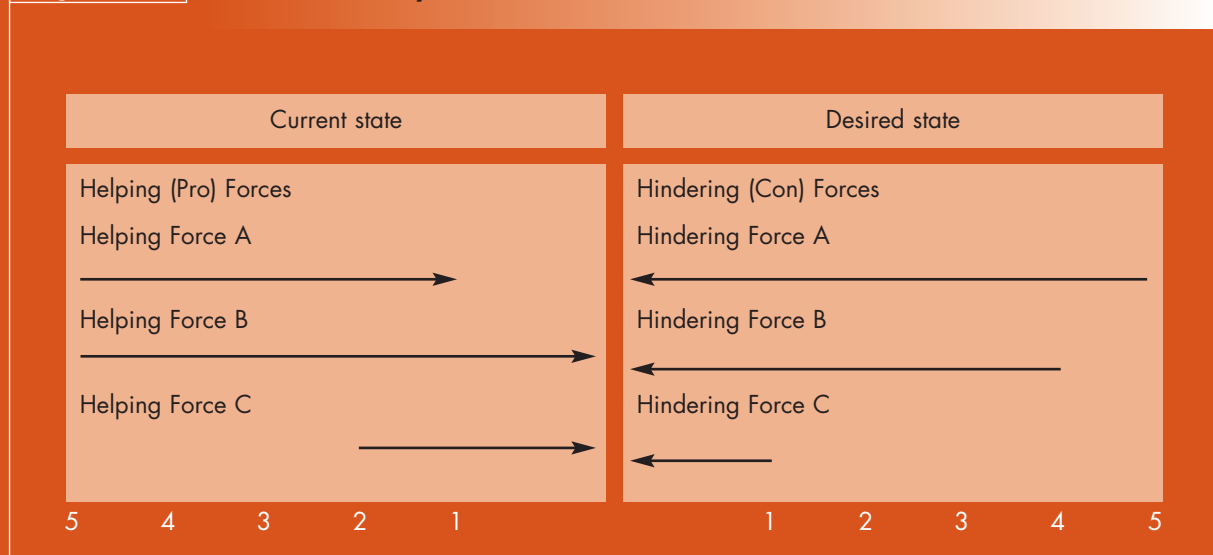 Current state
Desired state
Helping (Pro) Forces
Helping Force A
Helping Force B
Helping Force C
Hindering (Con) Forces
Hindering Force A
Hindering Force B
Hindering Force C
5 4 3 2 1
1 2 3 4 5